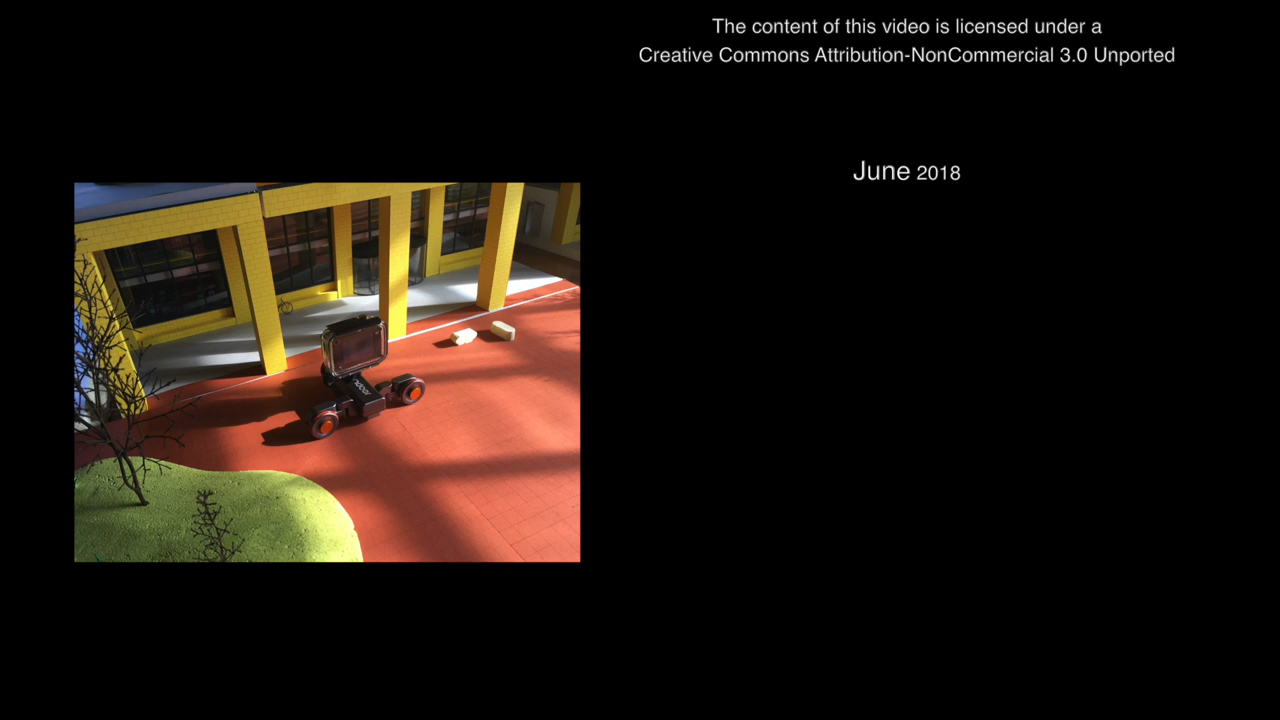 The content of this video is licensed under a
Creative Commons Attribution-NonCommercial 3.0 Unported
June 2018